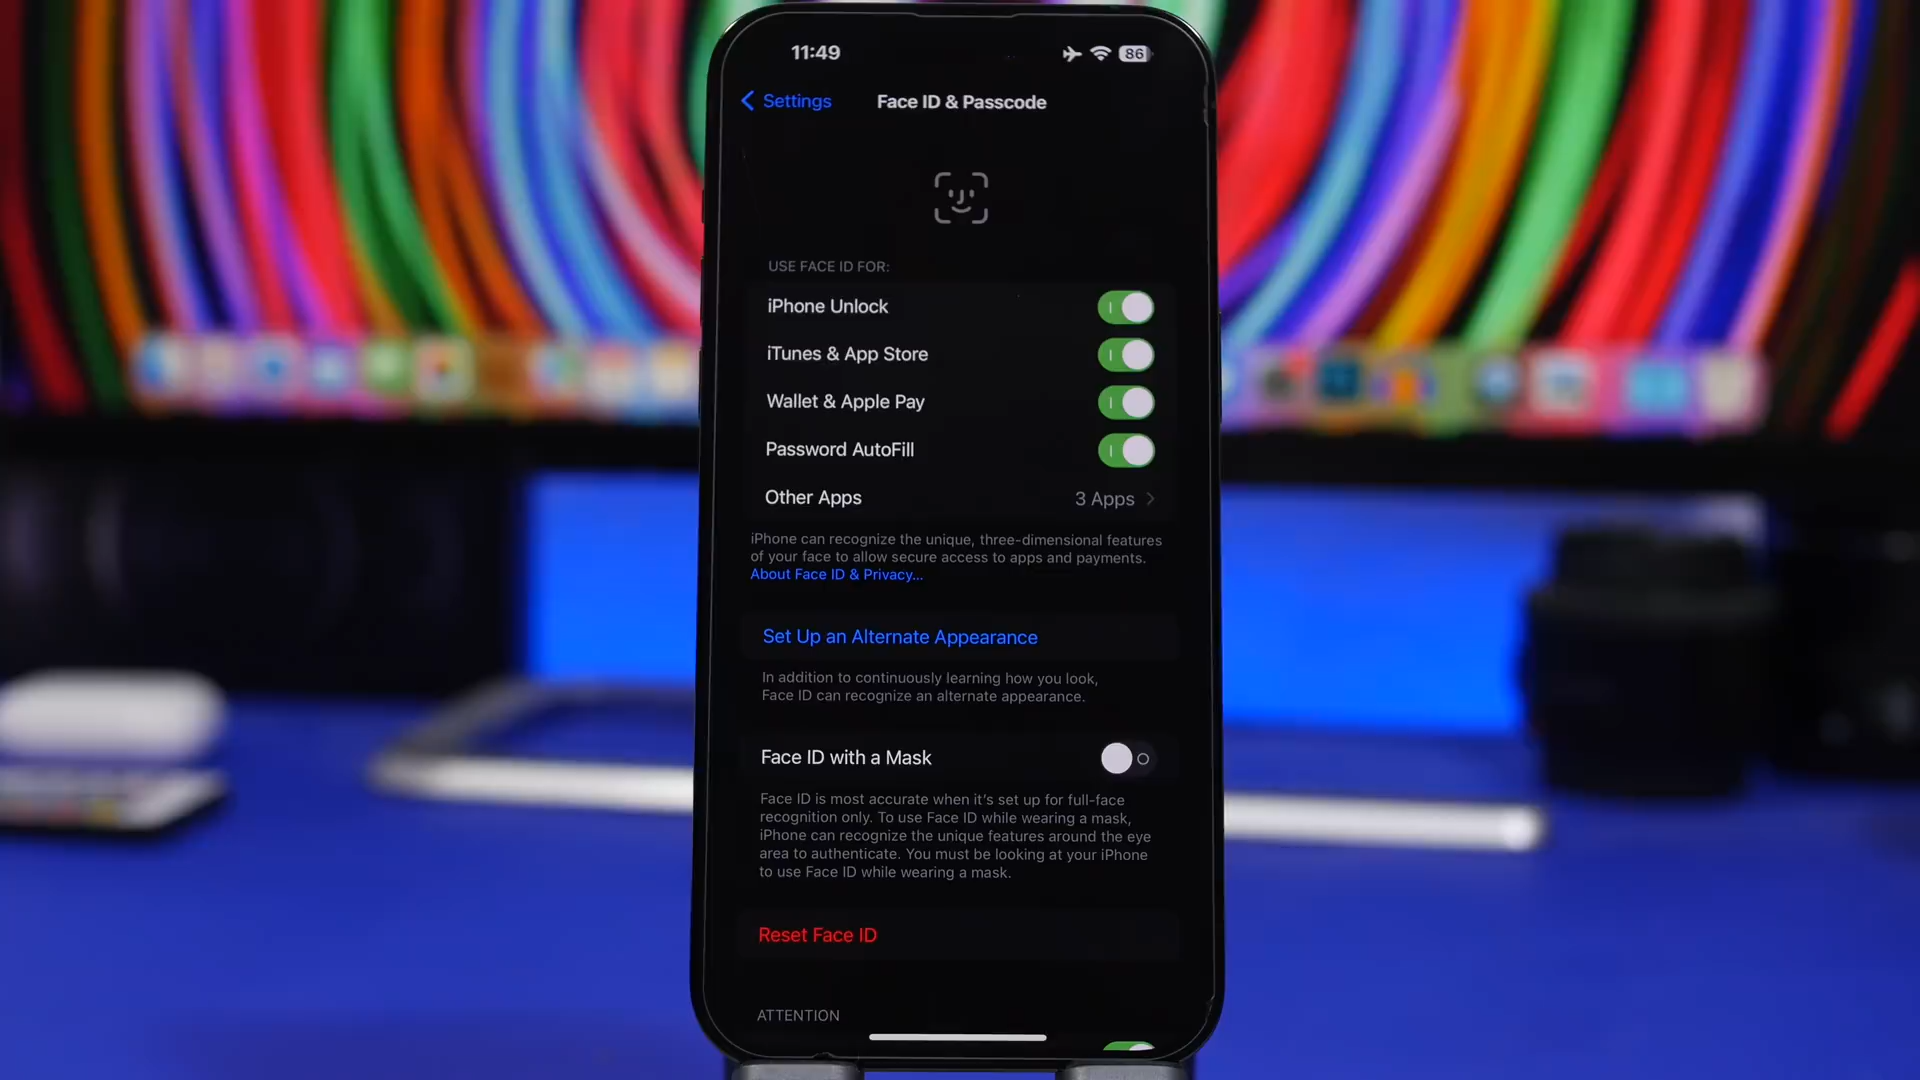 11:49
86
Settings
Face ID & Passcode
USE FACE ID FOR:
iPhone Unlock
iTunes & App Store
Wallet & Apple Pay
Password AutoFill
Other Apps
3 Apps
iPhone can recognize the unique, three-dimensional features
of your face to allow secure access to apps and payments.
About Face ID & Privacy...
Set Up an Alternate Appearance
In addition to continuously learning how you look,
Face ID can recognize an alternate appearance.
Face ID with a Mask
Face ID is most accurate when it's set up for full-face
recognition only. To use Face ID while wearing a mask,
iPhone can recognize the unique features around the eye
area to authenticate. You must be looking at your iPhone
to use Face ID while wearing a mask.
Reset Face ID
ATTENTION